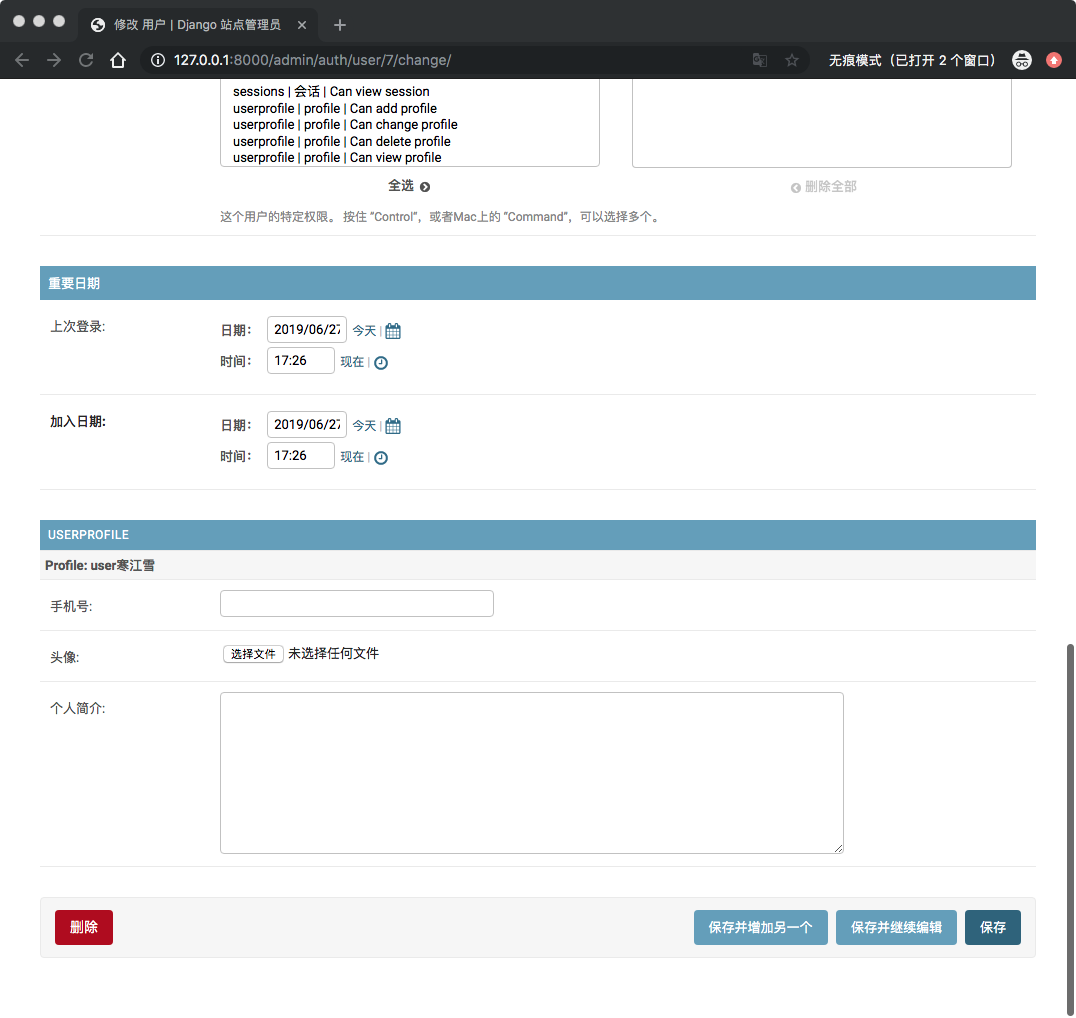 修改 用户 | Django 站点管理员
127.0.0.1:8000/admin/auth/user/7/change/
无痕模式（已打开 2 个窗口）
sessions | 会话 | Can view session
userprofile | profile | Can add profile
userprofile | profile | Can change profile
userprofile | profile | Can delete profile
userprofile | profile | Can view profile
全选 删除全部
这个用户的特定权限。 按住 “Control”，或者Mac上的 “Command”，可以选择多个。
重要日期
上次登录: 日期： 2019/06/27 今天 |
时间： 17:26 现在 |
加入日期: 日期： 2019/06/27 今天 |
时间： 17:26 现在 |
USERPROFILE
Profile: user寒江雪
手机号:
头像: 选择文件 未选择任何文件
个人简介:
删除 保存并增加另一个 保存并继续编辑 保存